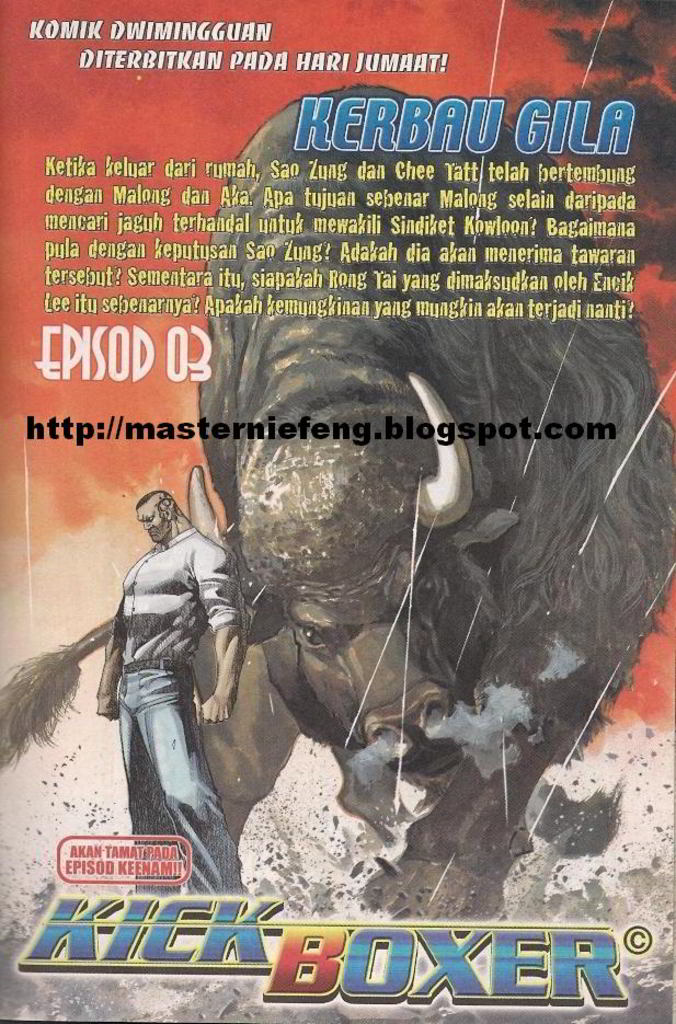 KOMIK DWIMINGGUAN
DITERBITKAN PADA HARI JUMAAT!
KERBAU GILA
Ketika keluar dari rumah, Sao Zung dan Chee Tatt telah bertembung
dengan Malong dan Aka. Apa tujuan sebenar Malong selain daripada
mencari jaguh terhandal untuk mewakili Sindiket Kowloon? Bagaimana
pula dengan keputusan Sao Zung? Adakah dia akan menerima tawaran
tersebut? Sementara itu, siapakah Rong Tai yang dimaksudkan oleh Encik
Lee itu sebenarnya? Apakah kemungkinan yang mungkin akan terjadi nanti?
EPISOD 03
http://masterniefeng.blogspot.com
AKAN TAMAT PADA
EPISOD KEENAM!!
KICK
BOXER ©